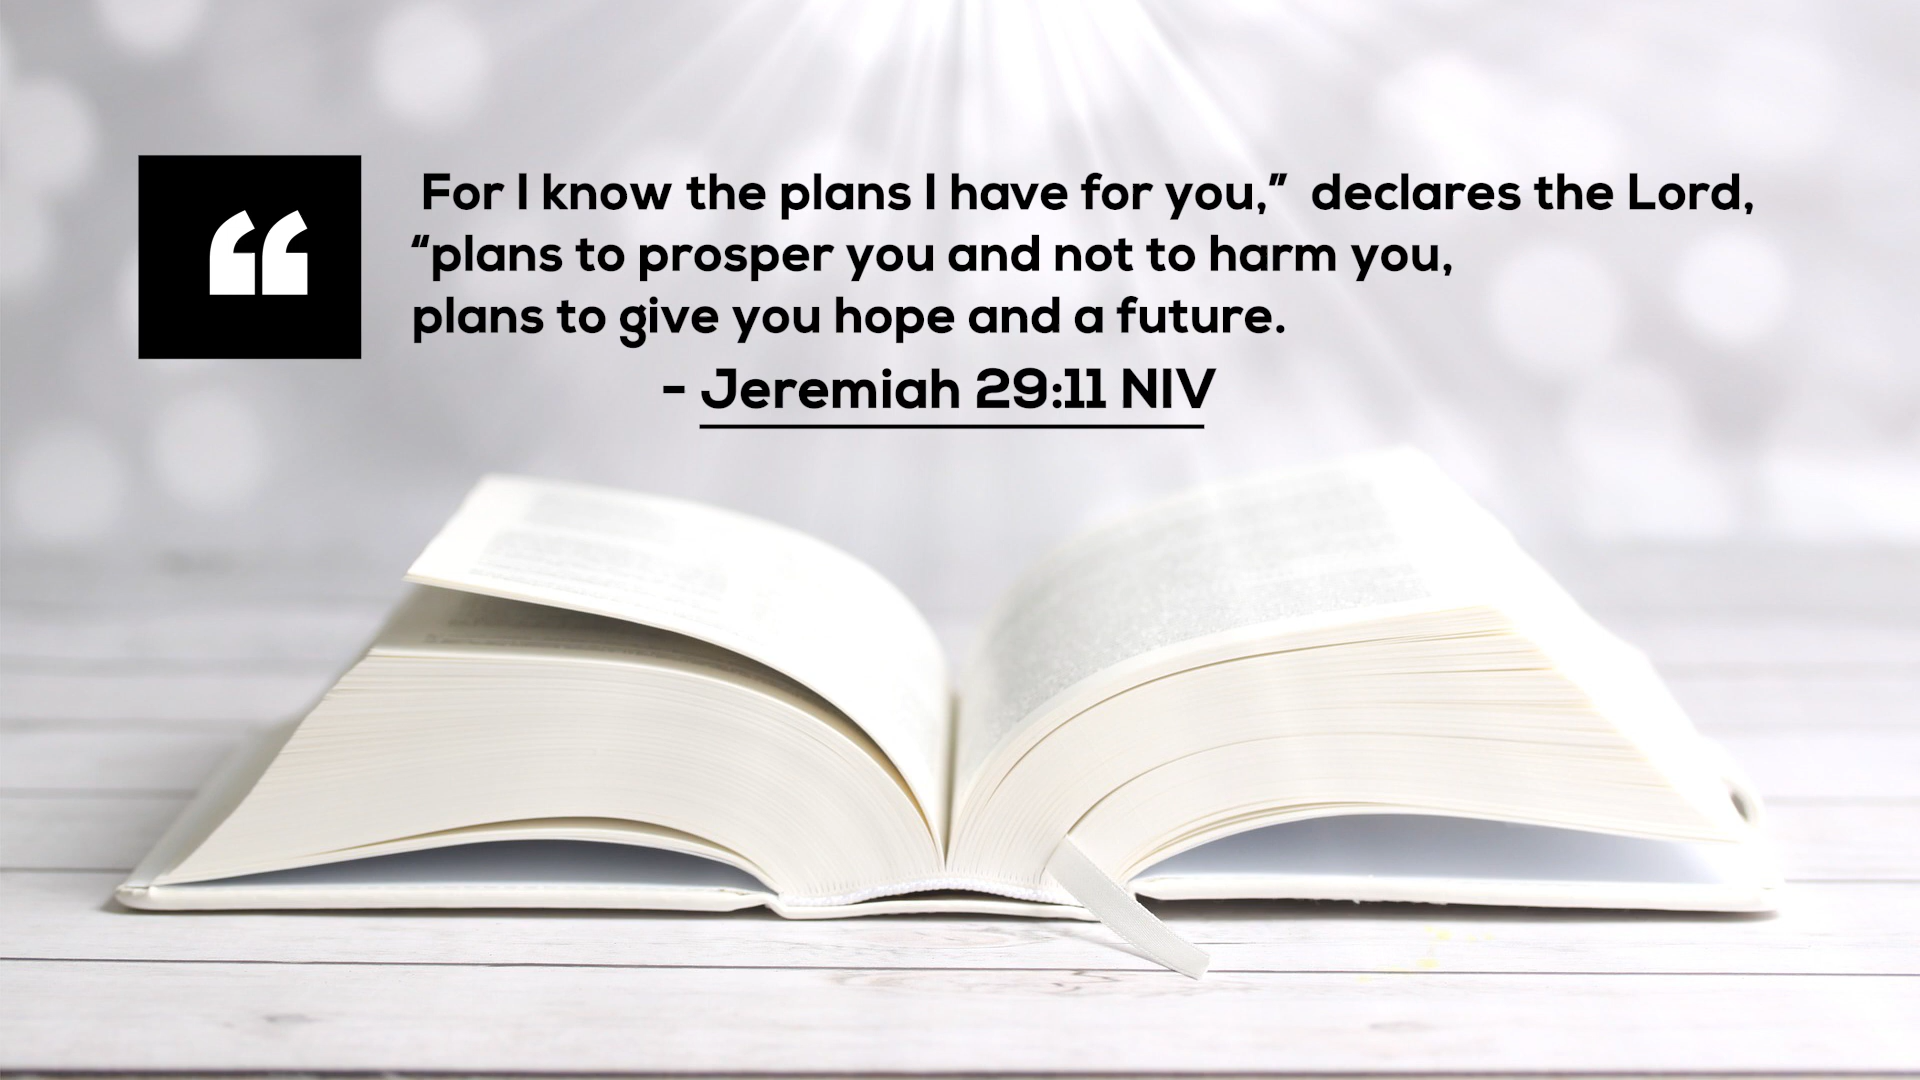 “
For I know the plans I have for you,” declares the Lord,
“plans to prosper you and not to harm you,
plans to give you hope and a future.
- Jeremiah 29:11 NIV